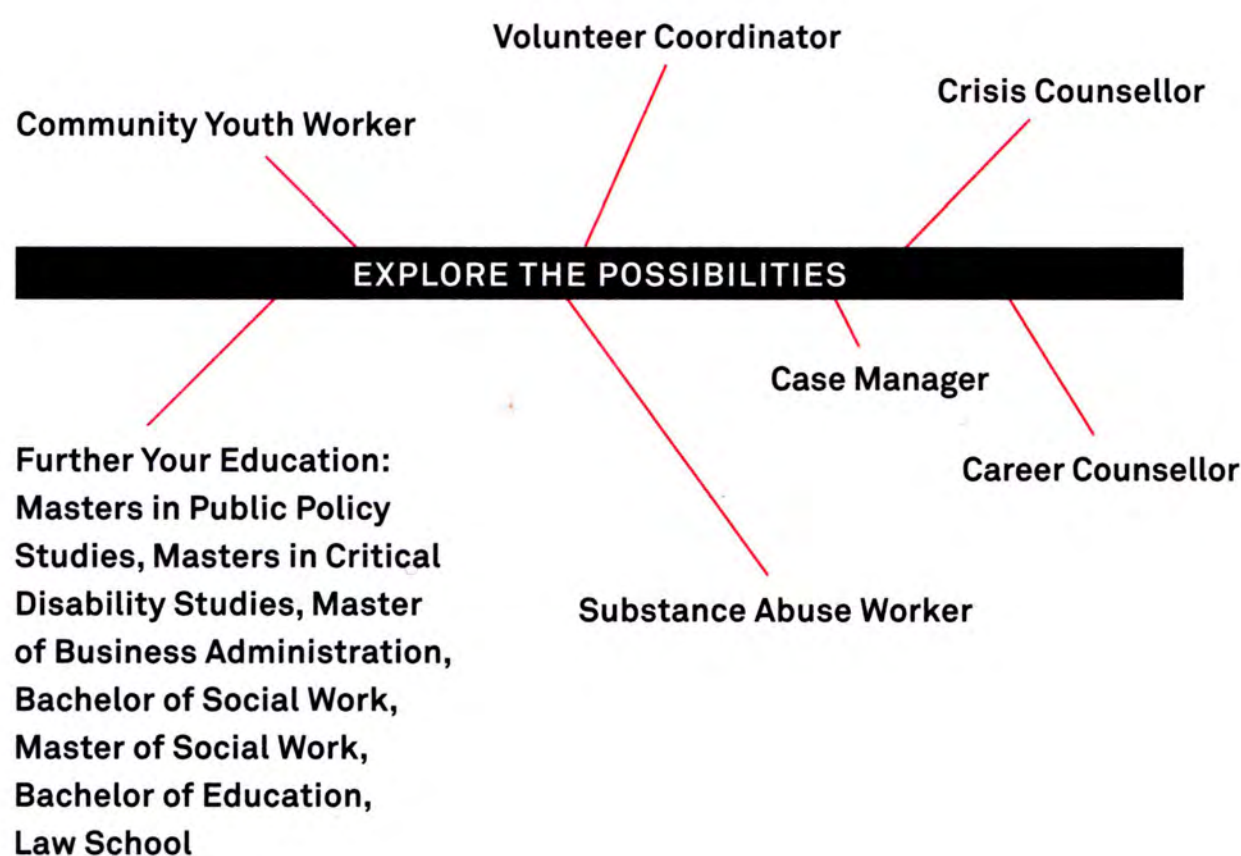 Volunteer Coordinator
Crisis Counsellor
Community Youth Worker
EXPLORE THE POSSIBILITIES
Case Manager
Career Counsellor
Further Your Education:
Masters in Public Policy
Studies, Masters in Critical
Disability Studies, Master
of Business Administration,
Bachelor of Social Work,
Master of Social Work,
Bachelor of Education,
Law School
Substance Abuse Worker